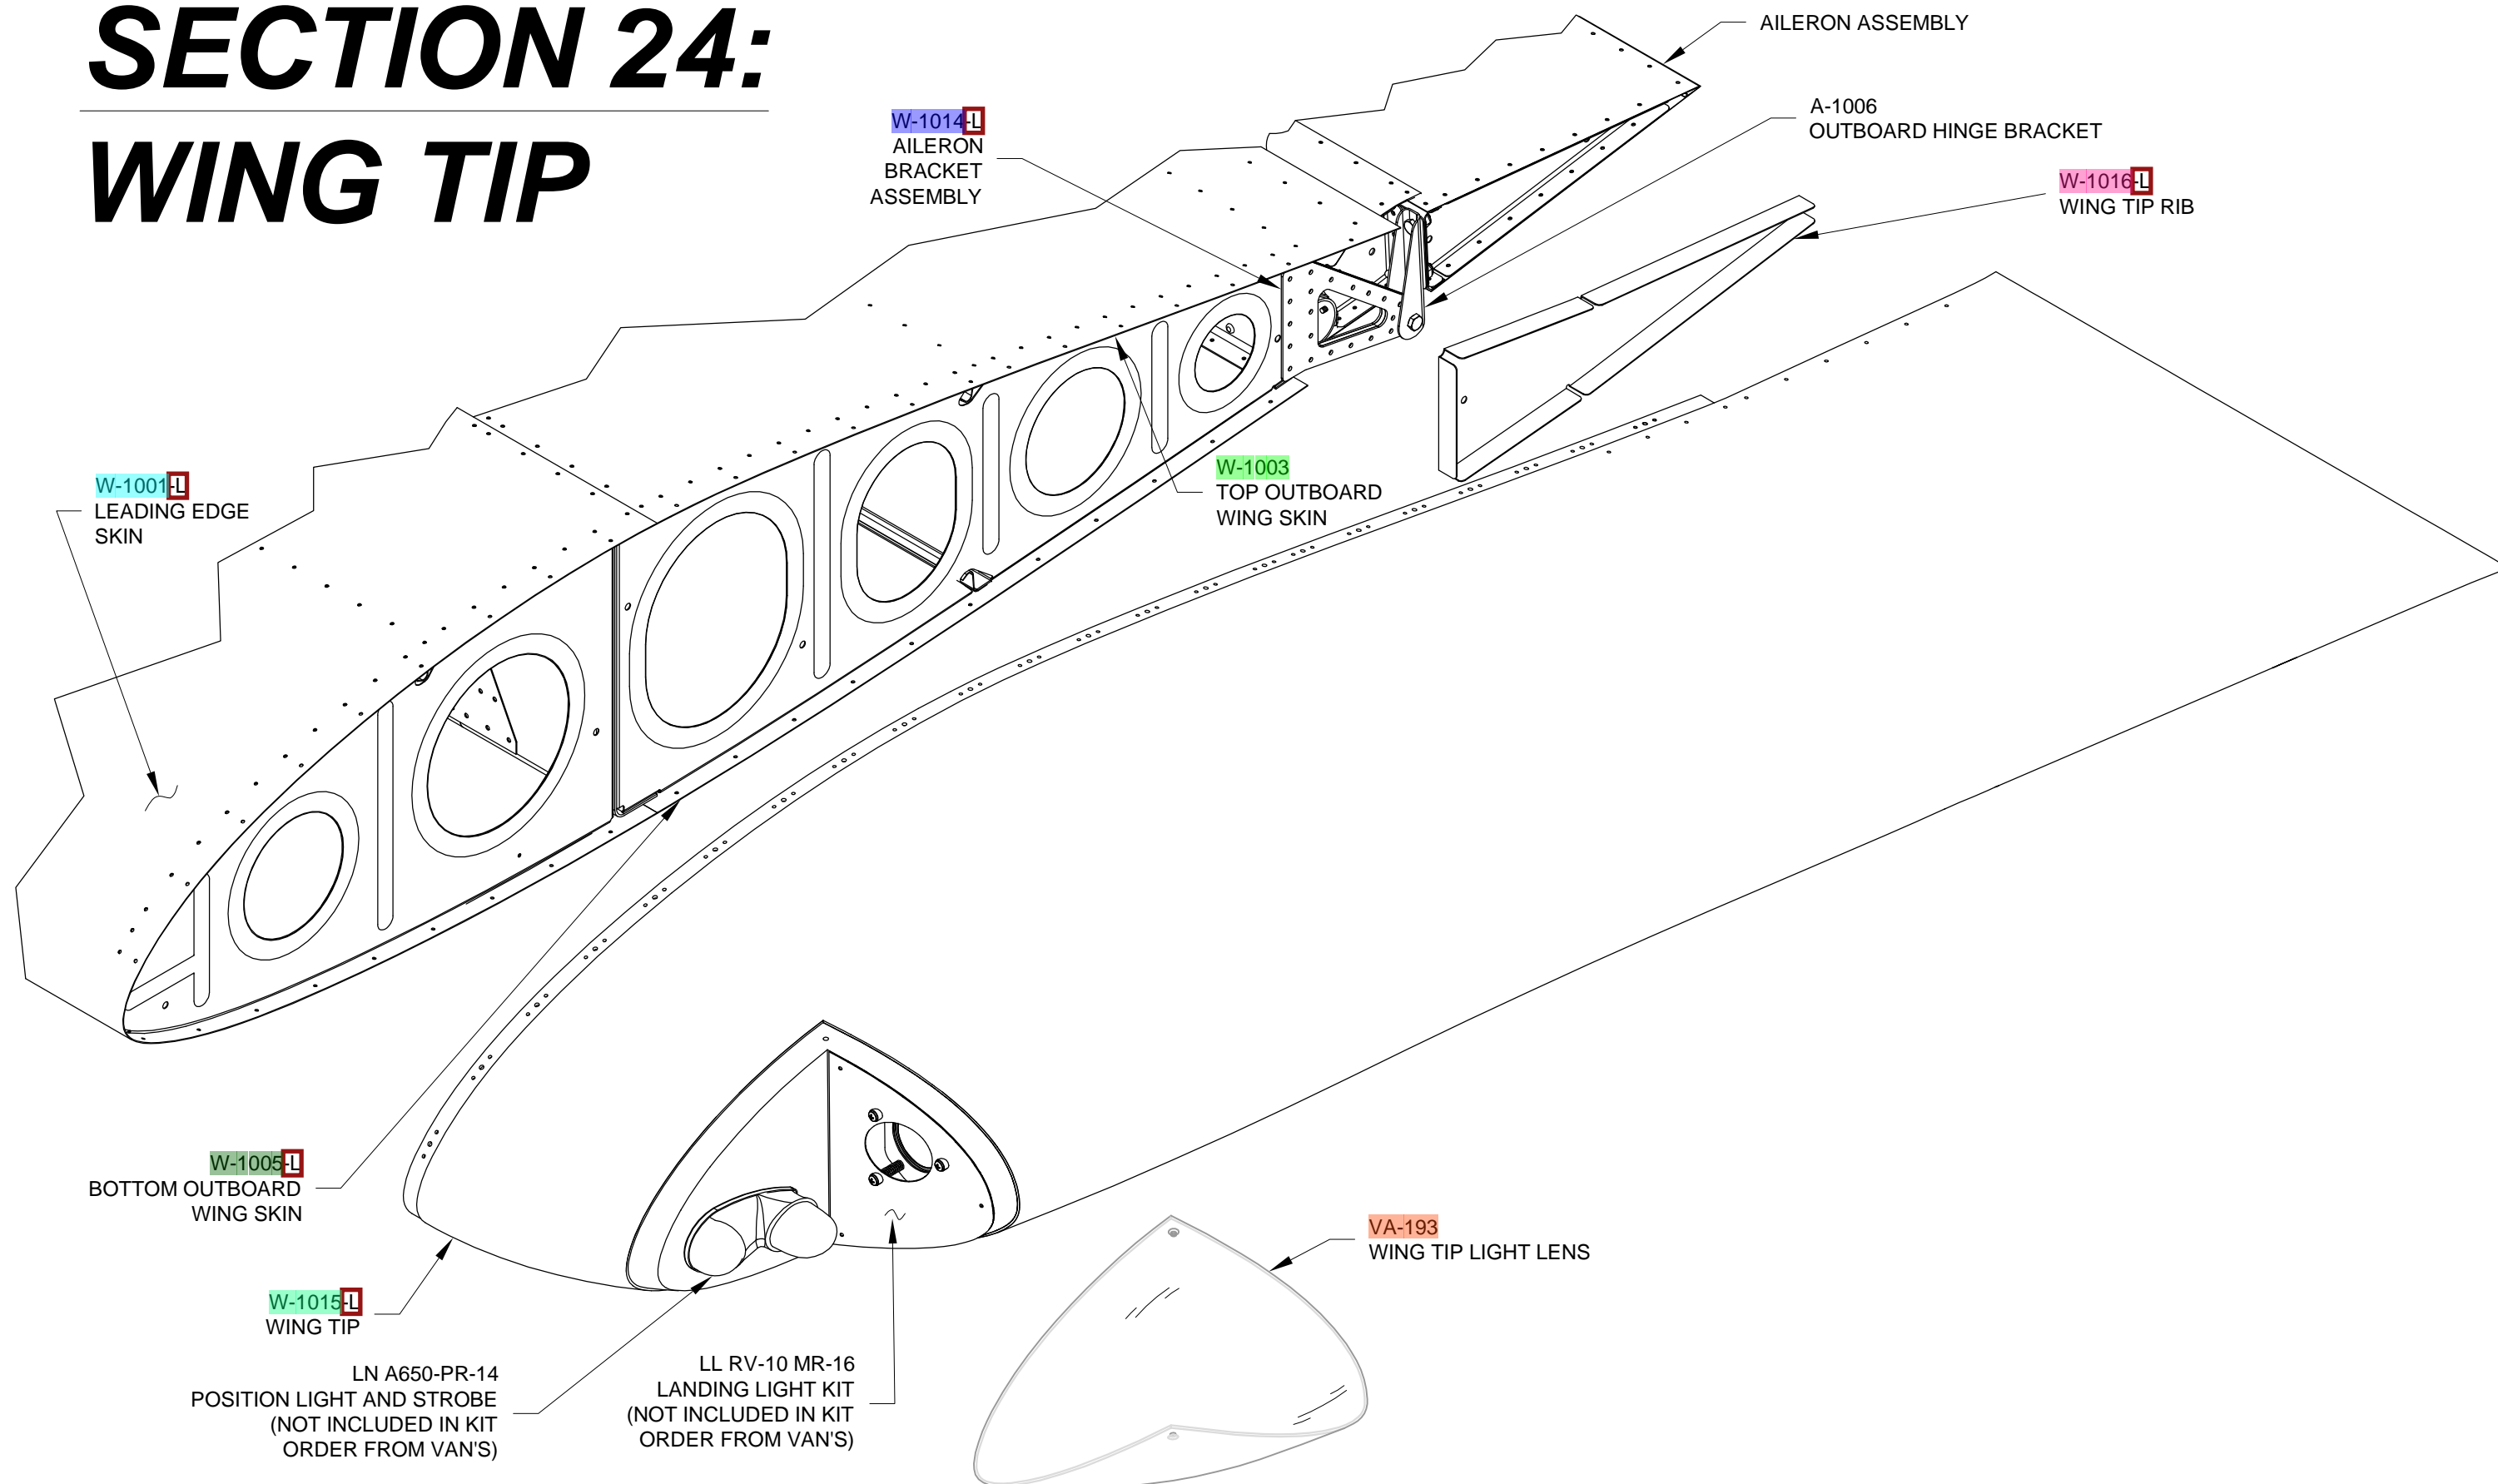 SECTION 24:
WING TIP
AILERON ASSEMBLY
A-1006
OUTBOARD HINGE BRACKET
W-1014-L
AILERON
BRACKET
ASSEMBLY
W-1016-L
WING TIP RIB
W-1001-L
LEADING EDGE
SKIN
W-1003
TOP OUTBOARD
WING SKIN
W-1005-L
BOTTOM OUTBOARD
WING SKIN
VA-193
WING TIP LIGHT LENS
W-1015-L
WING TIP
LN A650-PR-14
POSITION LIGHT AND STROBE
(NOT INCLUDED IN KIT
ORDER FROM VAN'S)
LL RV-10 MR-16
LANDING LIGHT KIT
(NOT INCLUDED IN KIT
ORDER FROM VAN'S)